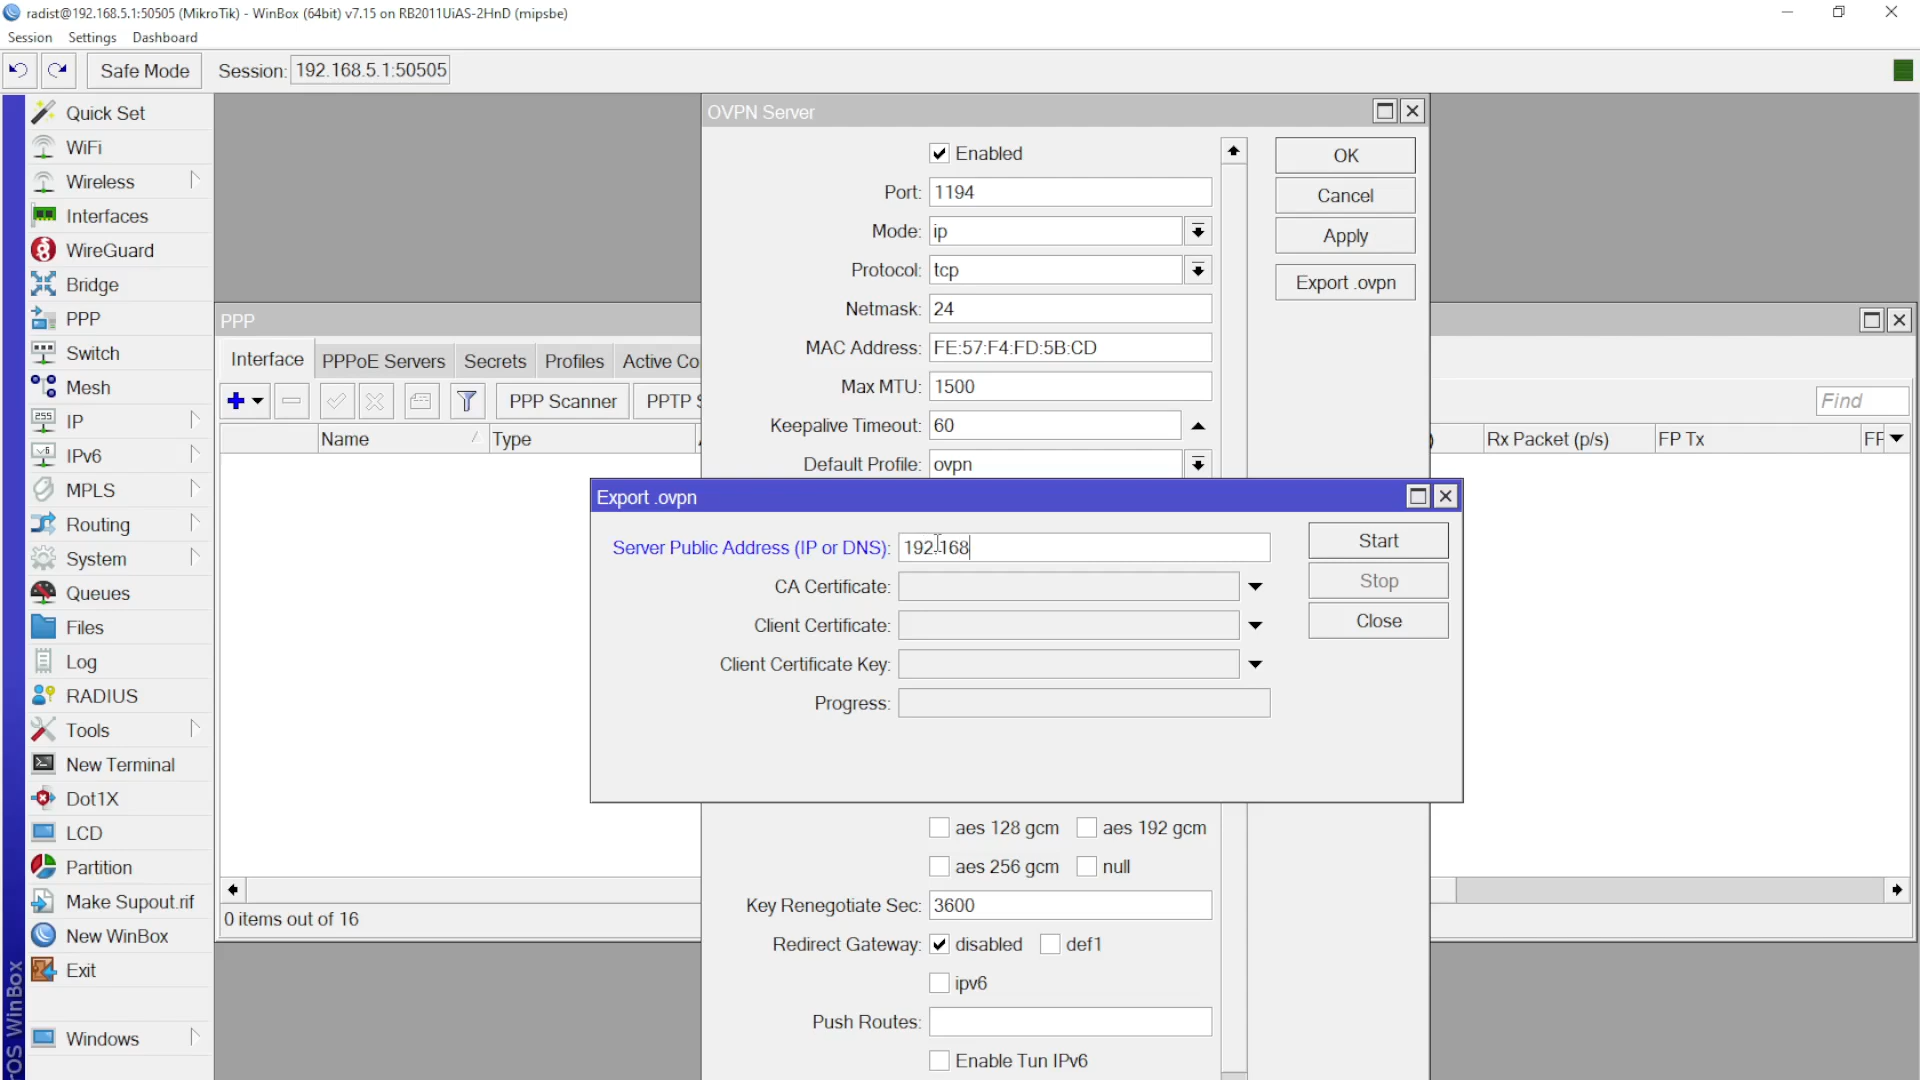 radist@192.168.5.1:50505 (MikroTik) - WinBox (64bit) v7.15 on RB2011UiAS-2HnD (mipsbe)
Session Settings Dashboard
Safe Mode Session: 192.168.5.1:50505
Quick Set
WiFi
Wireless
Interfaces
WireGuard
Bridge
PPP
Switch
Mesh
IP
IPv6
MPLS
Routing
System
Queues
Files
Log
RADIUS
Tools
New Terminal
Dot1X
LCD
Partition
Make Supout.rif
New WinBox
Exit
Windows
OS WinBox
PPP
Interface PPPoE Servers Secrets Profiles Active Co
PPP Scanner PPTP S
Find
Name Type
Rx Packet (p/s) FP Tx FF
0 items out of 16
OVPN Server
Enabled
Port: 1194
Mode: ip
Protocol: tcp
Netmask: 24
MAC Address: FE:57:F4:FD:5B:CD
Max MTU: 1500
Keepalive Timeout: 60
Default Profile: ovpn
OK
Cancel
Apply
Export .ovpn
Export .ovpn
Server Public Address (IP or DNS): 192.168
CA Certificate:
Client Certificate:
Client Certificate Key:
Progress:
Start
Stop
Close
aes 128 gcm aes 192 gcm
aes 256 gcm null
Key Renegotiate Sec: 3600
Redirect Gateway: disabled def1
ipv6
Push Routes:
Enable Tun IPv6